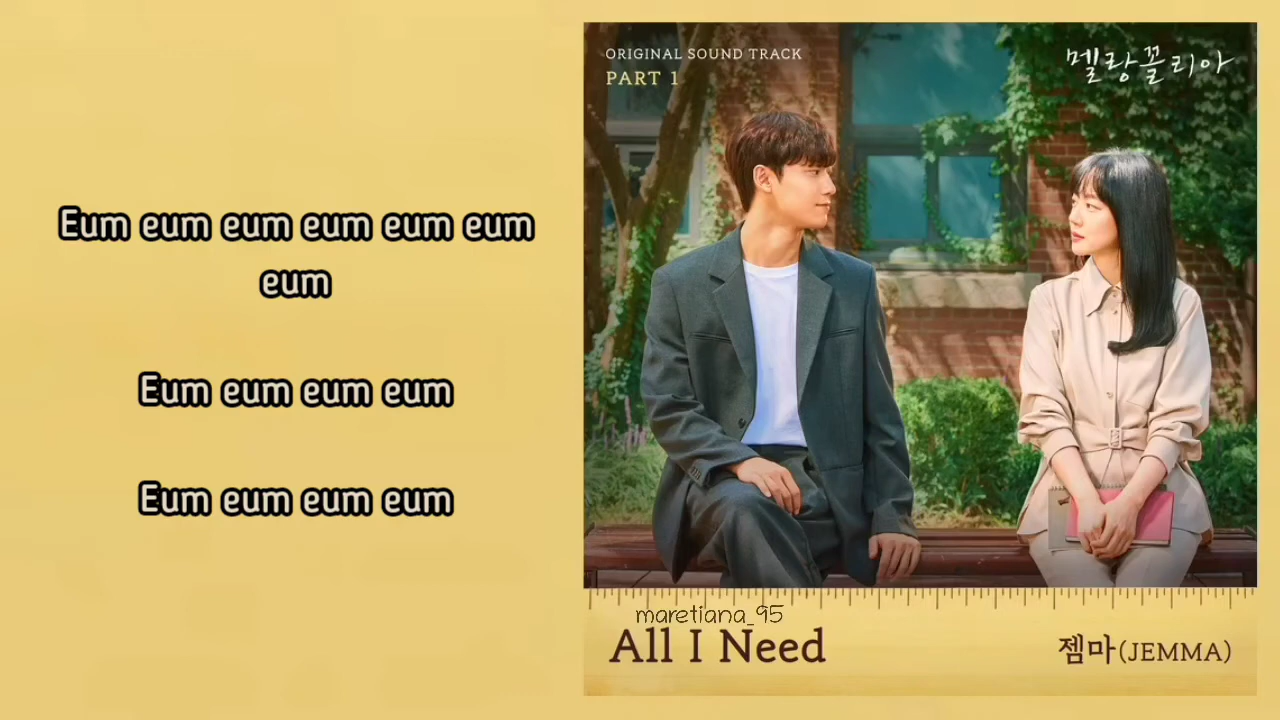 Eum eum eum eum eum eum
eum
Eum eum eum eum
Eum eum eum eum
ORIGINAL SOUND TRACK
PART 1
멜랑꼴리아
maretiana_95
All I Need
젬마(JEMMA)